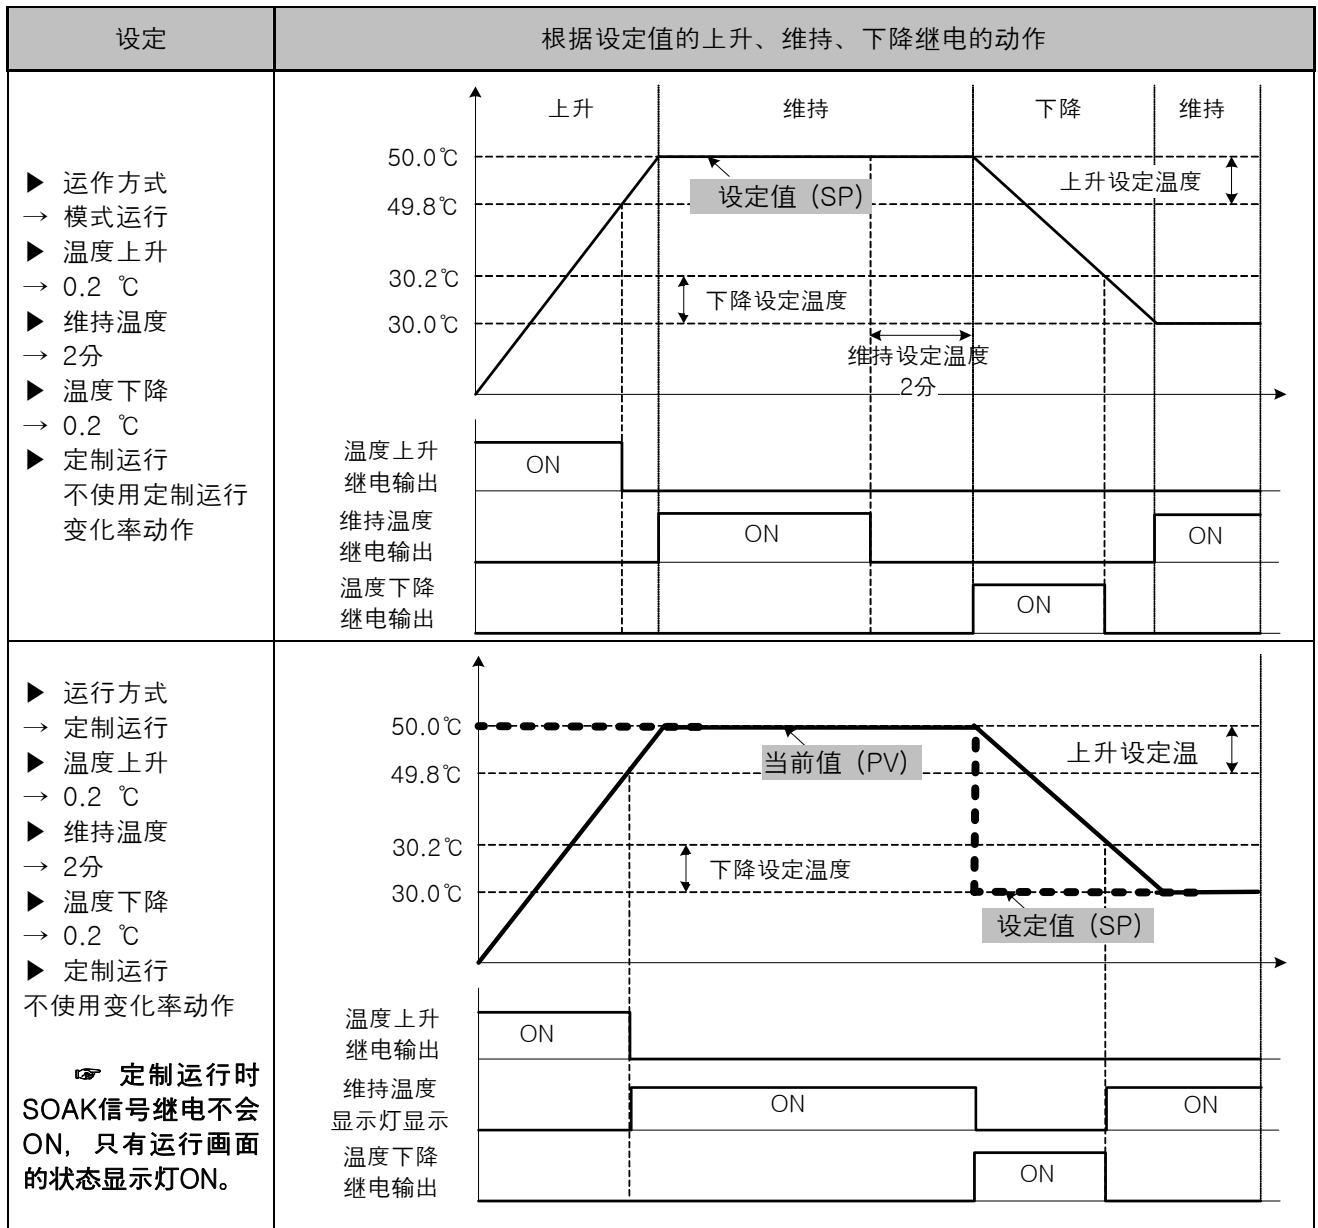 设定
根据设定值的上升、维持、下降继电的动作
▶ 运作方式
→ 模式运行
▶ 温度上升
→ 0.2 ℃
▶ 维持温度
→ 2分
▶ 温度下降
→ 0.2 ℃
▶ 定制运行
不使用定制运行
变化率动作
上升
维持
下降
维持
50.0℃
49.8℃
30.2℃
30.0℃
设定值 (SP)
上升设定温度
下降设定温度
维持设定温度
2分
温度上升
继电输出
ON
维持温度
继电输出
ON
ON
温度下降
继电输出
ON
▶ 运行方式
→ 定制运行
▶ 温度上升
→ 0.2 ℃
▶ 维持温度
→ 2分
▶ 温度下降
→ 0.2 ℃
▶ 定制运行
不使用变化率动作
☞ 定制运行时
SOAK信号继电不会
ON, 只有运行画面
的状态显示灯ON。
50.0℃
49.8℃
30.2℃
30.0℃
当前值 (PV)
上升设定温
下降设定温度
设定值 (SP)
温度上升
继电输出
ON
维持温度
显示灯显示
ON
ON
温度下降
继电输出
ON